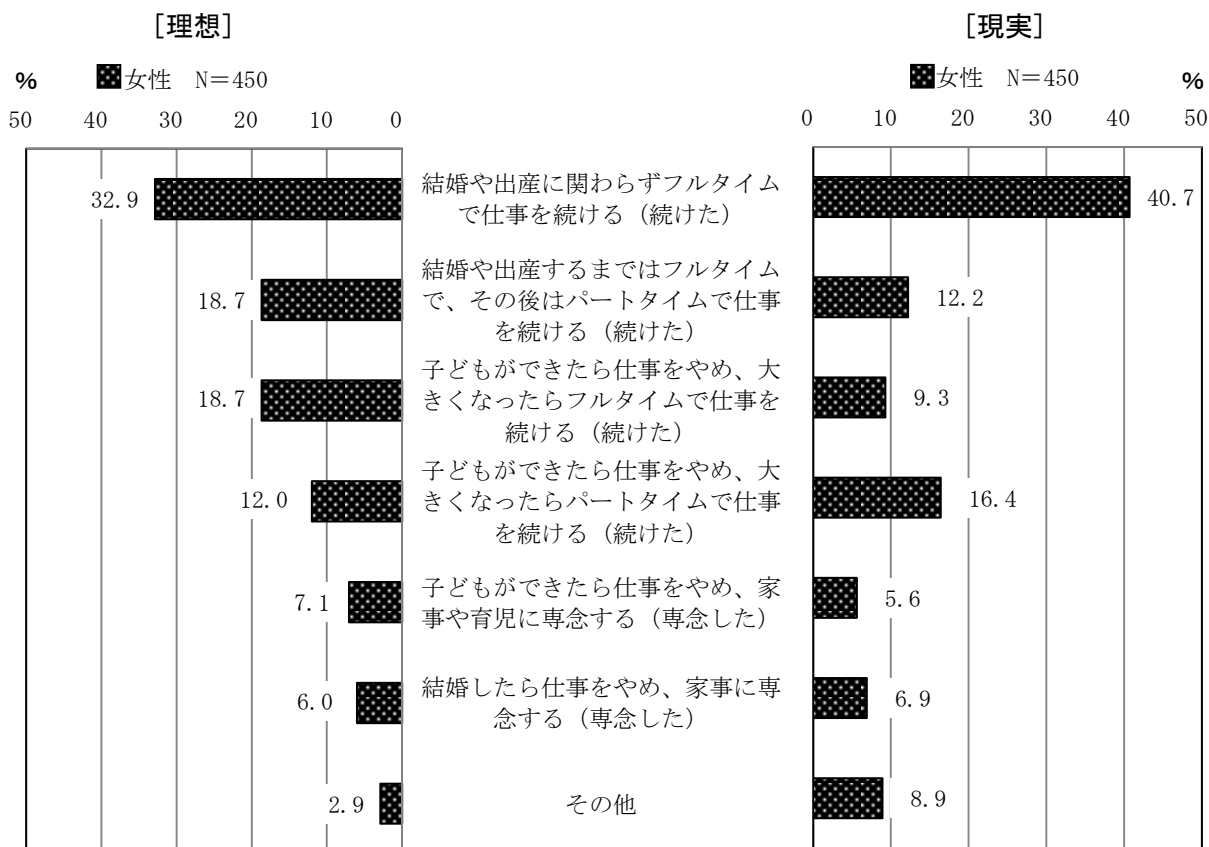 [理想]
[現実]
% 女性 N=450
女性 N=450 %
50 40 30 20 10 0
0 10 20 30 40 50
32.9
結婚や出産に関わらずフルタイム
で仕事を続ける（続けた）
40.7
18.7
結婚や出産するまではフルタイム
で、その後はパートタイムで仕事
を続ける（続けた）
12.2
18.7
子どもができたら仕事をやめ、大
きくなったらフルタイムで仕事を
続ける（続けた）
9.3
12.0
子どもができたら仕事をやめ、大
きくなったらパートタイムで仕事
を続ける（続けた）
16.4
7.1
子どもができたら仕事をやめ、家
事や育児に専念する（専念した）
5.6
6.0
結婚したら仕事をやめ、家事に専
念する（専念した）
6.9
2.9
その他
8.9